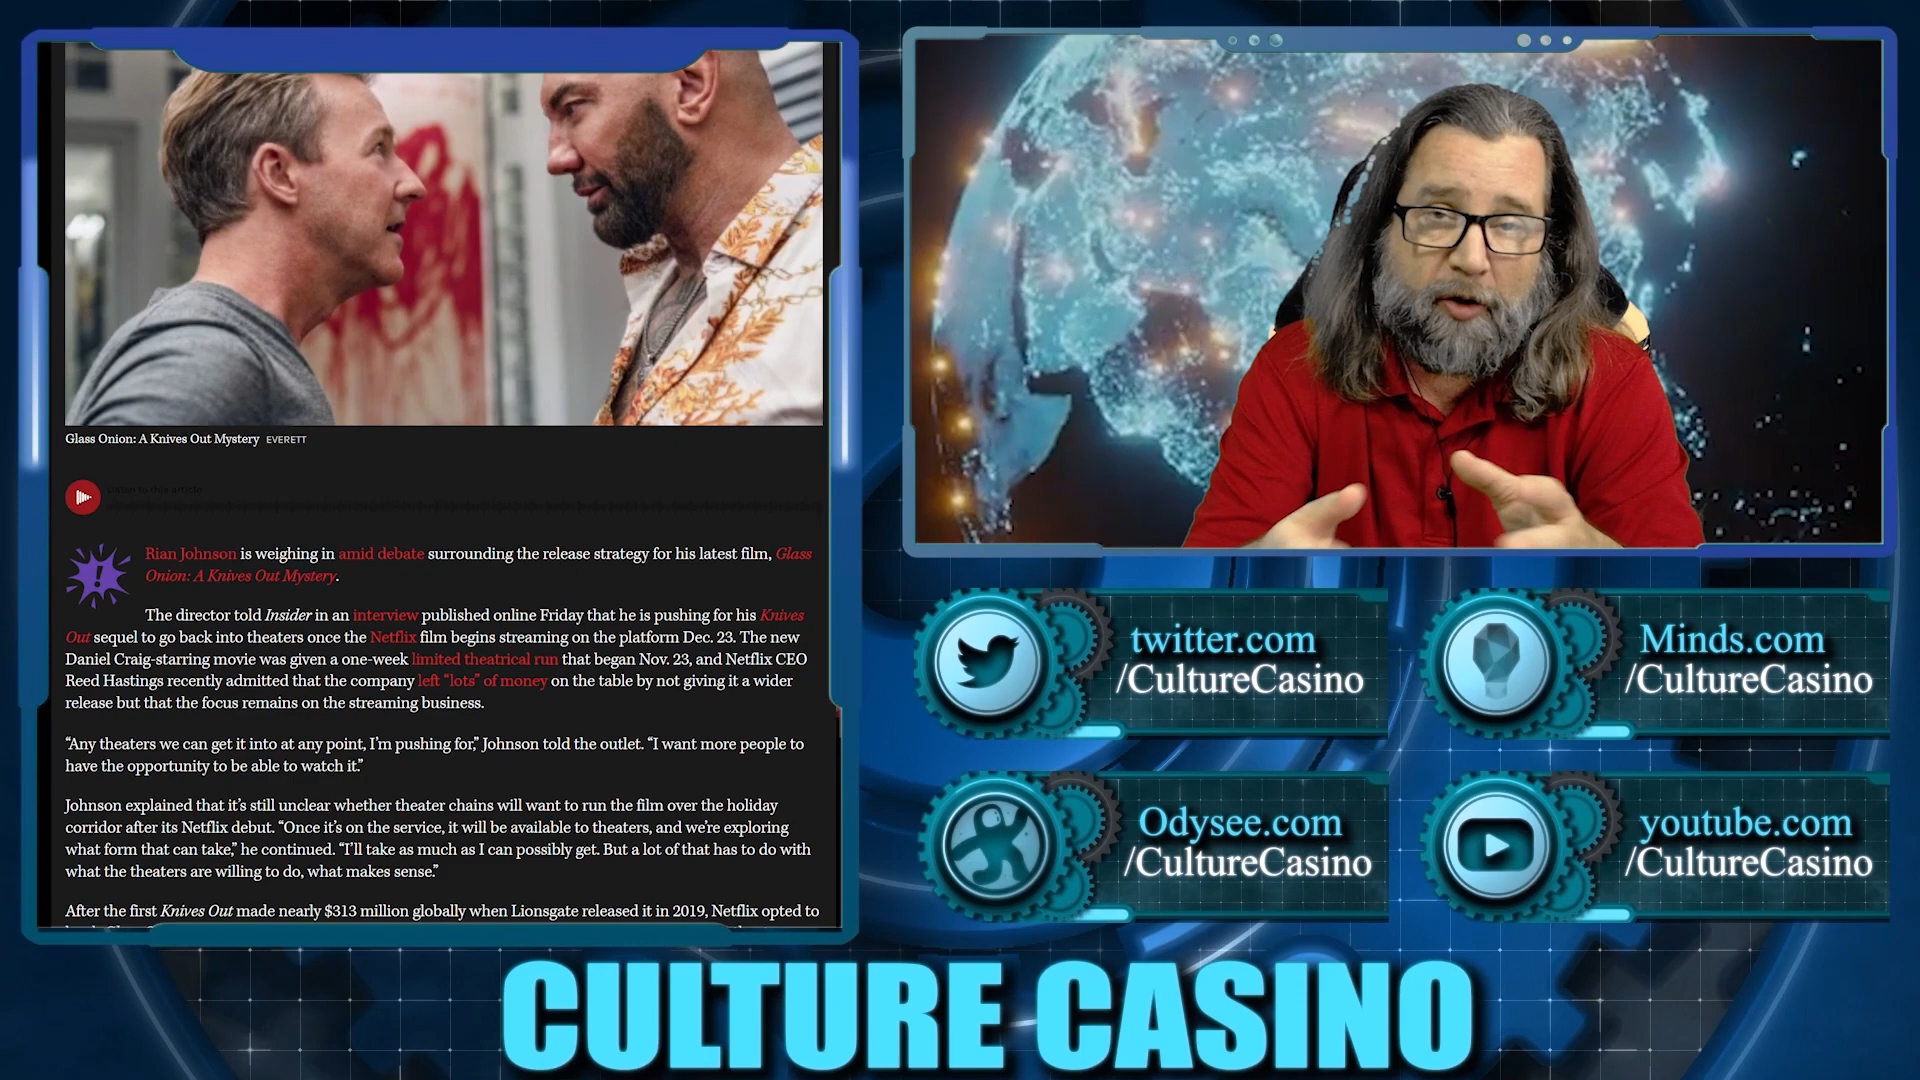 Glass Onion: A Knives Out Mystery EVERETT
Listen to this article
Rian Johnson is weighing in amid debate surrounding the release strategy for his latest film, Glass
Onion: A Knives Out Mystery.
The director told Insider in an interview published online Friday that he is pushing for his Knives
Out sequel to go back into theaters once the Netflix film begins streaming on the platform Dec. 23. The new
Daniel Craig-starring movie was given a one-week limited theatrical run that began Nov. 23, and Netflix CEO
Reed Hastings recently admitted that the company left “lots” of money on the table by not giving it a wider
release but that the focus remains on the streaming business.
“Any theaters we can get it into at any point, I’m pushing for,” Johnson told the outlet. “I want more people to
have the opportunity to be able to watch it.”
Johnson explained that it’s still unclear whether theater chains will want to run the film over the holiday
corridor after its Netflix debut. “Once it’s on the service, it will be available to theaters, and we’re exploring
what form that can take,” he continued. “I’ll take as much as I can possibly get. But a lot of that has to do with
what the theaters are willing to do, what makes sense.”
After the first Knives Out made nearly $313 million globally when Lionsgate released it in 2019, Netflix opted to
twitter.com
/CultureCasino
Minds.com
/CultureCasino
Odysee.com
/CultureCasino
youtube.com
/CultureCasino
CULTURE CASINO